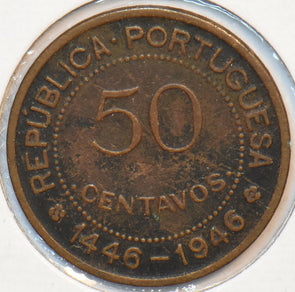 REPUBLICA · PORTUGUESA
50
CENTAVOS
1446-1946